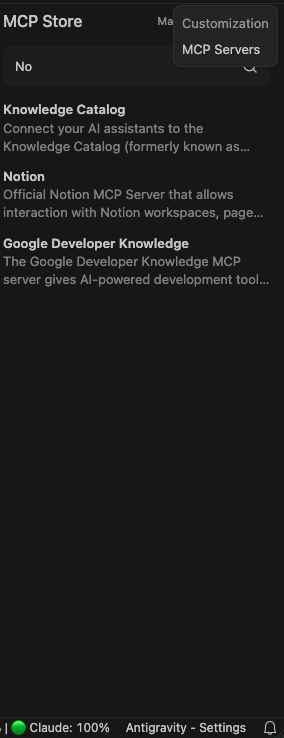 MCP Store
Ma
Customization
MCP Servers
No
Knowledge Catalog
Connect your AI assistants to the
Knowledge Catalog (formerly known as...
Notion
Official Notion MCP Server that allows
interaction with Notion workspaces, page...
Google Developer Knowledge
The Google Developer Knowledge MCP
server gives AI-powered development tool...
| Claude: 100% Antigravity - Settings